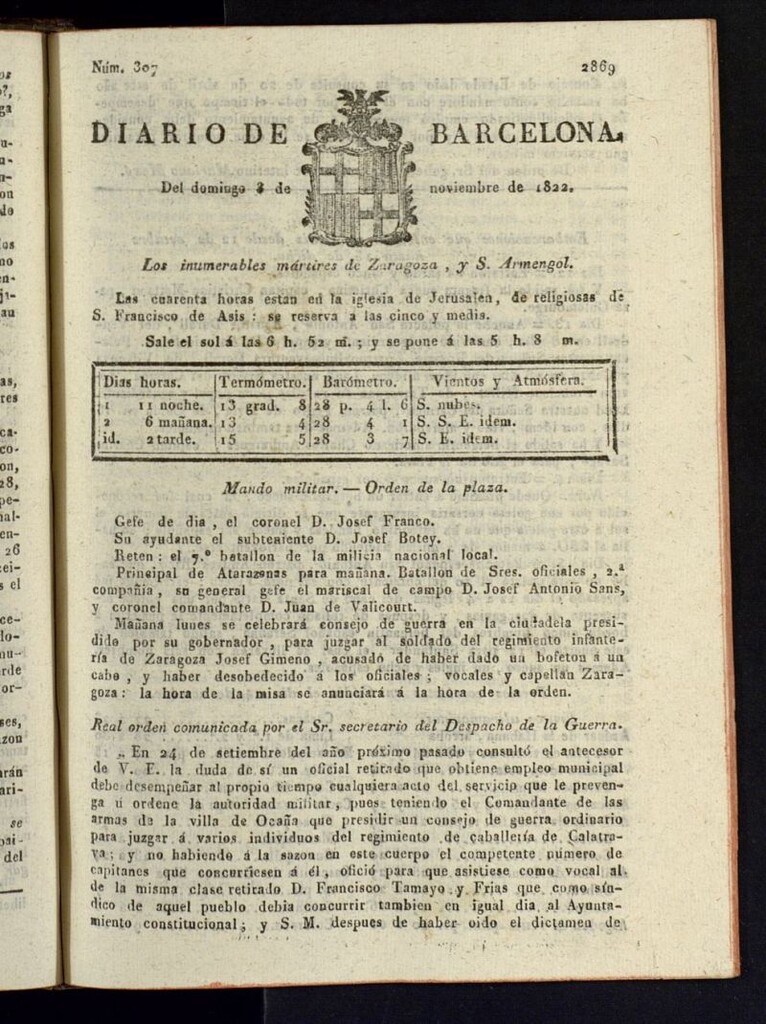 Núm. 307 2869
DIARIO DE BARCELONA,
Del domingo 3 de noviembre de 1822.
Los inumerables mártires de Zaragoza, y S. Armengol.
Las cuarenta horas estan en la iglesia de Jerusalen, de religiosas de
S. Francisco de Asis: se reserva a las cinco y media.
Sale el sol á las 6 h. 52 m.; y se pone á las 5 h. 8 m.
Dias horas. Termómetro. Barómetro. Vientos y Atmósfera.
1 11 noche. 13 grad. 8 28 p. 4 l. 6 S. nubes.
2 6 mañana. 13 4 28 4 1 S. S. E. idem.
id. 2 tarde. 15 5 28 3 7 S. E. idem.
Mando militar. — Orden de la plaza.
Gefe de dia, el coronel D. Josef Franco.
Su ayudante el subteniente D. Josef Botey.
Reten: el 7.º batallon de la milicia nacional local.
Principal de Atarazanas para mañana. Batallon de Sres. oficiales, 2.ª
compañia, su general gefe el mariscal de campo D. Josef Antonio Sans,
y coronel comandante D. Juan de Valicourt.
Mañana lunes se celebrará consejo de guerra en la ciudadela presi-
dido por su gobernador, para juzgar al soldado del regimiento infante-
ría de Zaragoza Josef Gimeno, acusado de haber dado un bofeton a un
cabo, y haber desobedecido á los oficiales; vocales y capellan Zara-
goza: la hora de la misa se anunciará á la hora de la orden.
Real orden comunicada por el Sr. secretario del Despacho de la Guerra.
„En 24 de setiembre del año próximo pasado consultó el antecesor
de V. E. la duda de sí un oficial retirado que obtiene empleo municipal
debe desempeñar al propio tiempo cualquiera acto del servicio que le preven-
ga ú ordene la autoridad militar, pues teniendo el Comandante de las
armas de la villa de Ocaña que presidir un consejo de guerra ordinario
para juzgar á varios individuos del regimiento de caballería de Calatra-
va; y no habiendo á la sazon en este cuerpo el competente número de
capitanes que concurriesen á él, ofició para que asistiese como vocal al
de la misma clase retirado D. Francisco Tamayo y Frias que como sín-
dico de aquel pueblo debia concurrir tambien en igual dia al Ayunta-
miento constitucional; y S. M. despues de haber oido el dictamen de